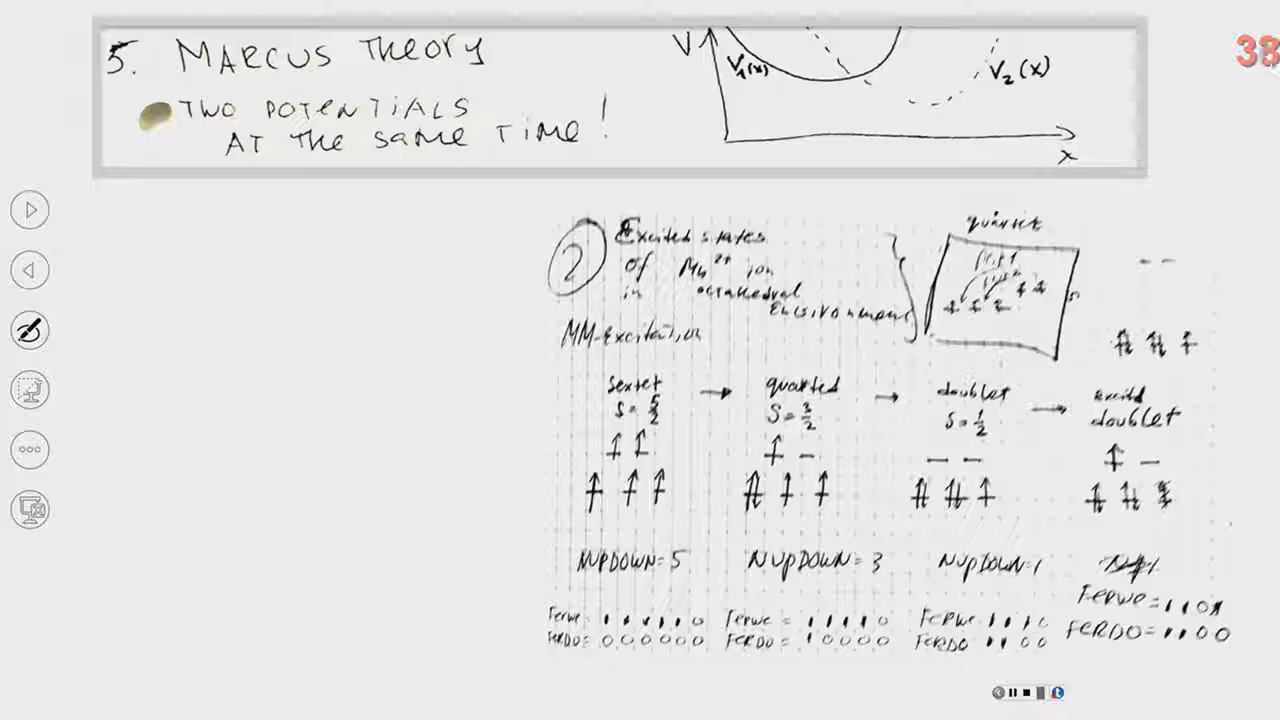 5. MARCUS THEORY
TWO POTENTIALS
AT THE SAME TIME!
V
V₁(x)
V₂(x)
x
38
2
Excited states
of Mn²⁺ ion
in octahedral
Environment
MM-Excitation
quartet
sextet → quarted → doublet → excitd doublet
S = 5/2
S = 3/2
S = 1/2
NUPDOWN=5
NUPDOWN=3
NUPDOWN=1
Ferwe = 1 1 1 1 1 0
FERDO = 0 0 0 0 0 0
Ferwe = 1 1 1 1 0
FERDO = 1 0 0 0 0
FERWE 1 1 1 0
FERDO 1 1 0 0
FERWE = 1 1 0 1
FERDO = 1 1 0 0